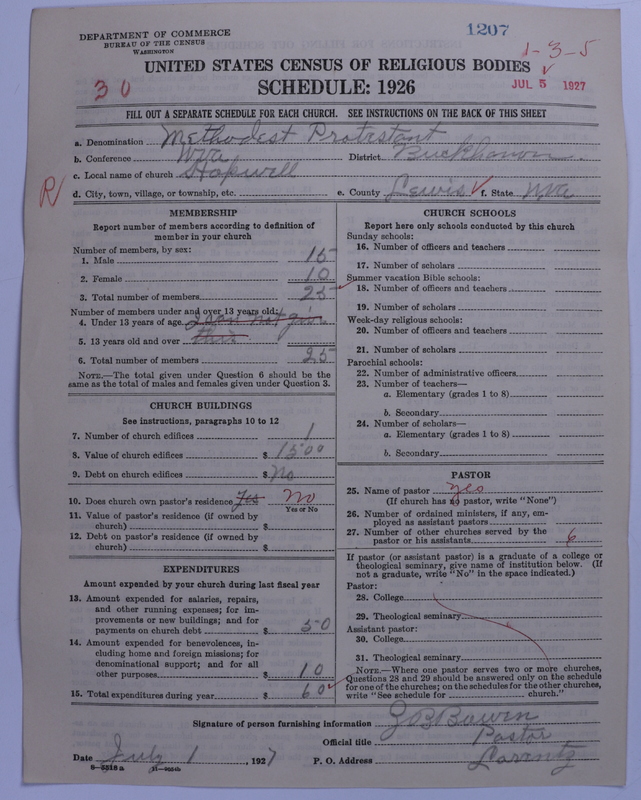 DEPARTMENT OF COMMERCE
BUREAU OF THE CENSUS
WASHINGTON
1207
1-3-5
UNITED STATES CENSUS OF RELIGIOUS BODIES
30
SCHEDULE: 1926
JUL 5 1927
FILL OUT A SEPARATE SCHEDULE FOR EACH CHURCH. SEE INSTRUCTIONS ON THE BACK OF THIS SHEET
a. Denomination Methodest Protestant
b. Conference W Va District Buckhanon
c. Local name of church Hopwell
R
d. City, town, village, or township, etc. e. County Lewis f. State W Va
MEMBERSHIP
Report number of members according to definition of
member in your church
Number of members, by sex:
1. Male 15
2. Female 10
3. Total number of members 25
Number of members under and over 13 years old:
4. Under 13 years of age I can not giv
5. 13 years old and over this
6. Total number of members 25
NOTE.—The total given under Question 6 should be the
same as the total of males and females given under Question 3.
CHURCH BUILDINGS
See instructions, paragraphs 10 to 12
7. Number of church edifices 1
8. Value of church edifices $ 1500
9. Debt on church edifices $ No
10. Does church own pastor's residence Yes No
Yes or No
11. Value of pastor's residence (if owned by
church) $
12. Debt on pastor's residence (if owned by
church) $
EXPENDITURES
Amount expended by your church during last fiscal year
13. Amount expended for salaries, repairs,
and other running expenses; for im-
provements or new buildings; and for
payments on church debt $ 50
14. Amount expended for benevolences, in-
cluding home and foreign missions; for
denominational support; and for all
other purposes $ 10
15. Total expenditures during year $ 60
CHURCH SCHOOLS
Report here only schools conducted by this church
Sunday schools:
16. Number of officers and teachers
17. Number of scholars
Summer vacation Bible schools:
18. Number of officers and teachers
19. Number of scholars
Week-day religious schools:
20. Number of officers and teachers
21. Number of scholars
Parochial schools:
22. Number of administrative officers
23. Number of teachers—
a. Elementary (grades 1 to 8)
b. Secondary
24. Number of scholars—
a. Elementary (grades 1 to 8)
b. Secondary
PASTOR
25. Name of pastor yes
(If church has no pastor, write "None")
26. Number of ordained ministers, if any, em-
ployed as assistant pastors
27. Number of other churches served by the
pastor or his assistants 6
If pastor (or assistant pastor) is a graduate of a college or
theological seminary, give name of institution below. (If
not a graduate, write "No" in the space indicated.)
Pastor:
28. College
29. Theological seminary
Assistant pastor:
30. College
31. Theological seminary
NOTE.—Where one pastor serves two or more churches,
Questions 28 and 29 should be answered only on the schedule
for one of the churches; on the schedules for the other churches,
write "See schedule for church."
Signature of person furnishing information
Official title Pastor
Date July 1, 1927 P. O. Address Lorentz